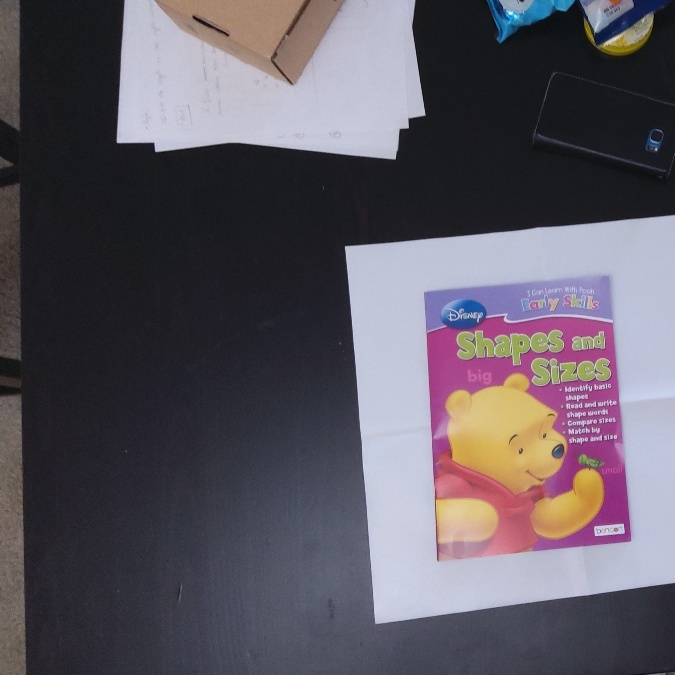 I Can Learn With Pooh
Early Skills
Disney
Shapes and
Sizes
big
• Identify basic
shapes
• Read and write
shape words
• Compare sizes
• Match by
shape and size
small
bendon